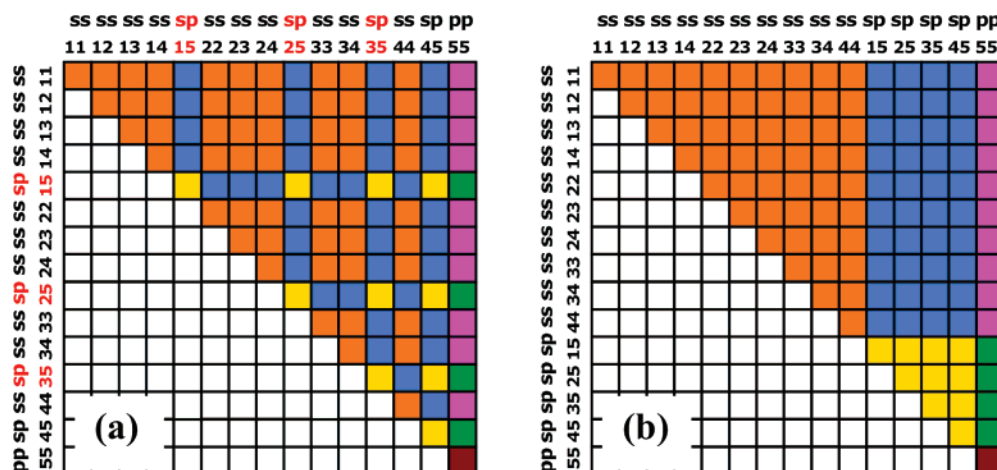 ss ss ss ss sp ss ss ss sp ss ss sp ss sp pp
11 12 13 14 15 22 23 24 25 33 34 35 44 45 55
ss 11
ss 12
ss 13
ss 14
sp 15
ss 22
ss 23
ss 24
sp 25
ss 33
ss 34
sp 35
ss 44
sp 45
pp 55
(a)
ss ss ss ss ss ss ss ss ss ss sp sp sp sp pp
11 12 13 14 22 23 24 33 34 44 15 25 35 45 55
ss 11
ss 12
ss 13
ss 14
ss 22
ss 23
ss 24
ss 33
ss 34
ss 44
sp 15
sp 25
sp 35
sp 45
pp 55
(b)